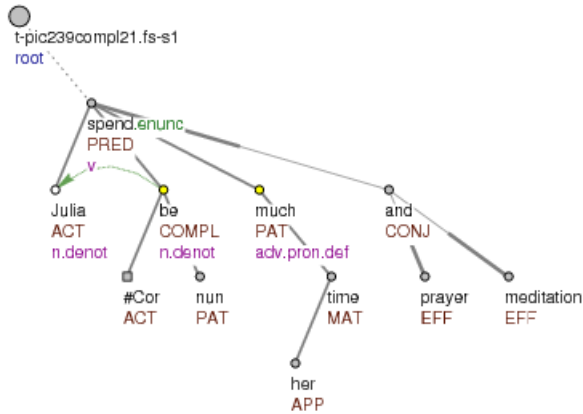 t-pic239compl21.fs-s1
root
spend.enunc
PRED
v
Julia
ACT
n.denot
be
COMPL
n.denot
much
PAT
adv.pron.def
and
CONJ
#Cor
ACT
nun
PAT
time
MAT
prayer
EFF
meditation
EFF
her
APP